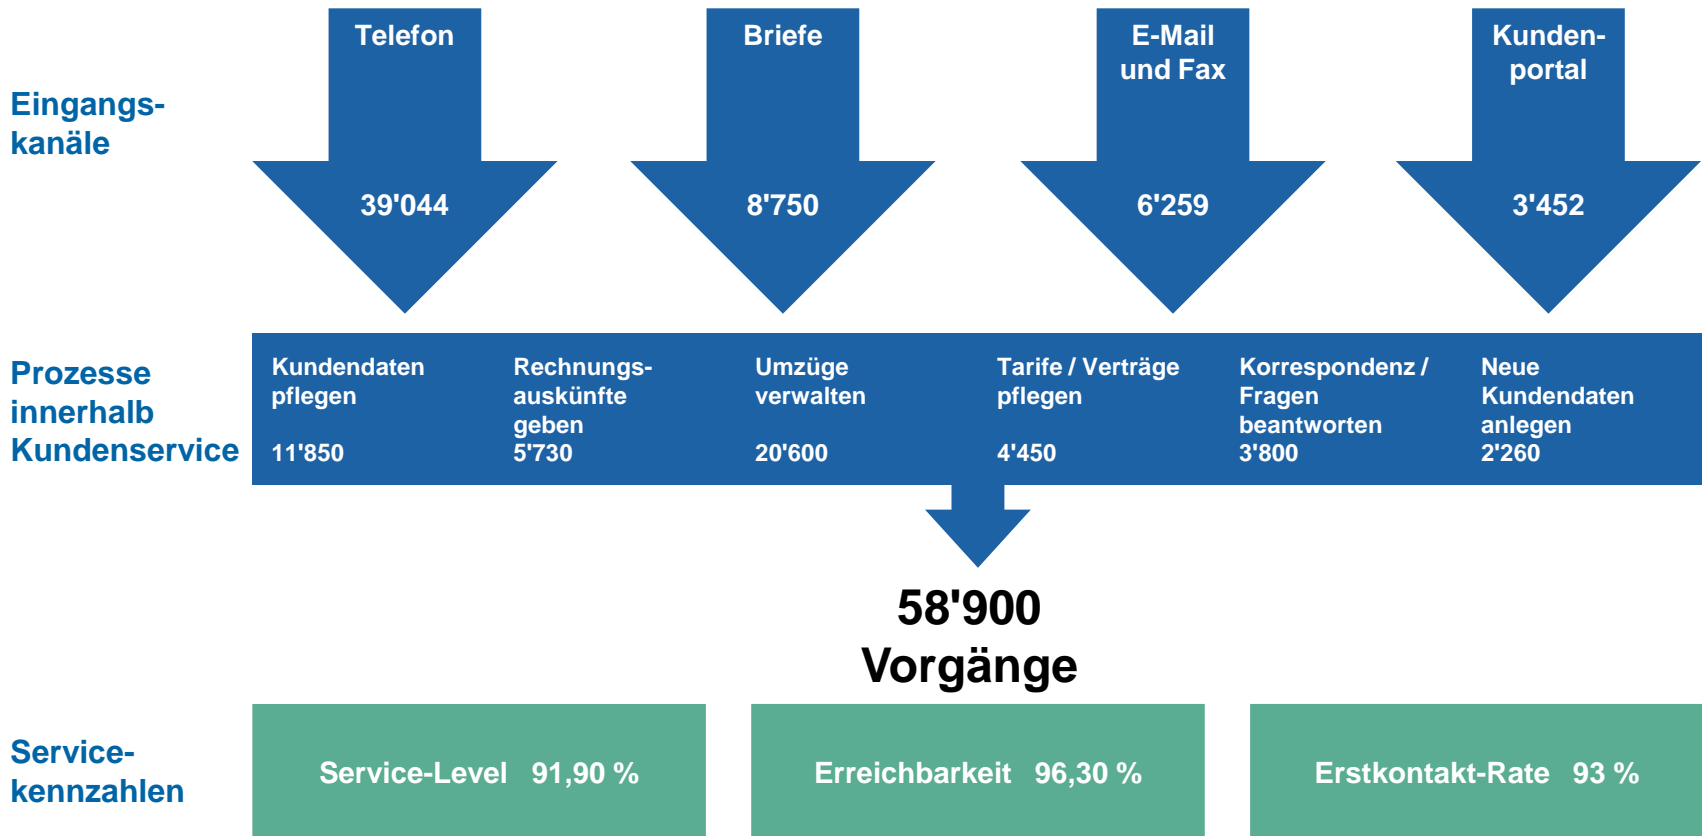 Eingangs-
kanäle
Telefon
39'044
Briefe
8'750
E-Mail
und Fax
6'259
Kunden-
portal
3'452
Prozesse
innerhalb
Kundenservice
Kundendaten
pflegen
11'850
Rechnungs-
auskünfte
geben
5'730
Umzüge
verwalten
20'600
Tarife / Verträge
pflegen
4'450
Korrespondenz /
Fragen
beantworten
3'800
Neue
Kundendaten
anlegen
2'260
58'900
Vorgänge
Service-
kennzahlen
Service-Level 91,90 %
Erreichbarkeit 96,30 %
Erstkontakt-Rate 93 %